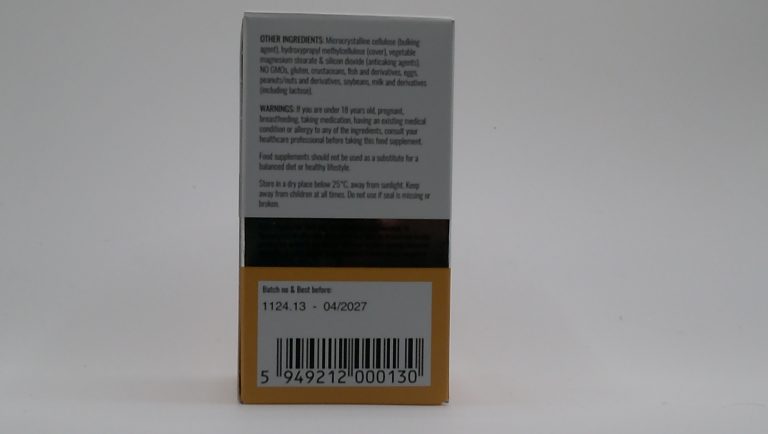 OTHER INGREDIENTS: Microcrystalline cellulose (bulking
agent), hydroxypropyl methylcellulose (cover), vegetable
magnesium stearate & silicon dioxide (anticaking agents).
NO GMOs, gluten, crustaceans, fish and derivatives, eggs,
peanuts/nuts and derivatives, soybeans, milk and derivatives
(including lactose).
WARNINGS: If you are under 18 years old, pregnant,
breastfeeding, taking medication, having an existing medical
condition or allergy to any of the ingredients, consult your
healthcare professional before taking this food supplement.
Food supplements should not be used as a substitute for a
balanced diet or healthy lifestyle.
Store in a dry place below 25°C, away from sunlight. Keep
away from children at all times. Do not use if seal is missing or
broken.
Batch no & Best before:
1124.13 - 04/2027
5 949212 000130